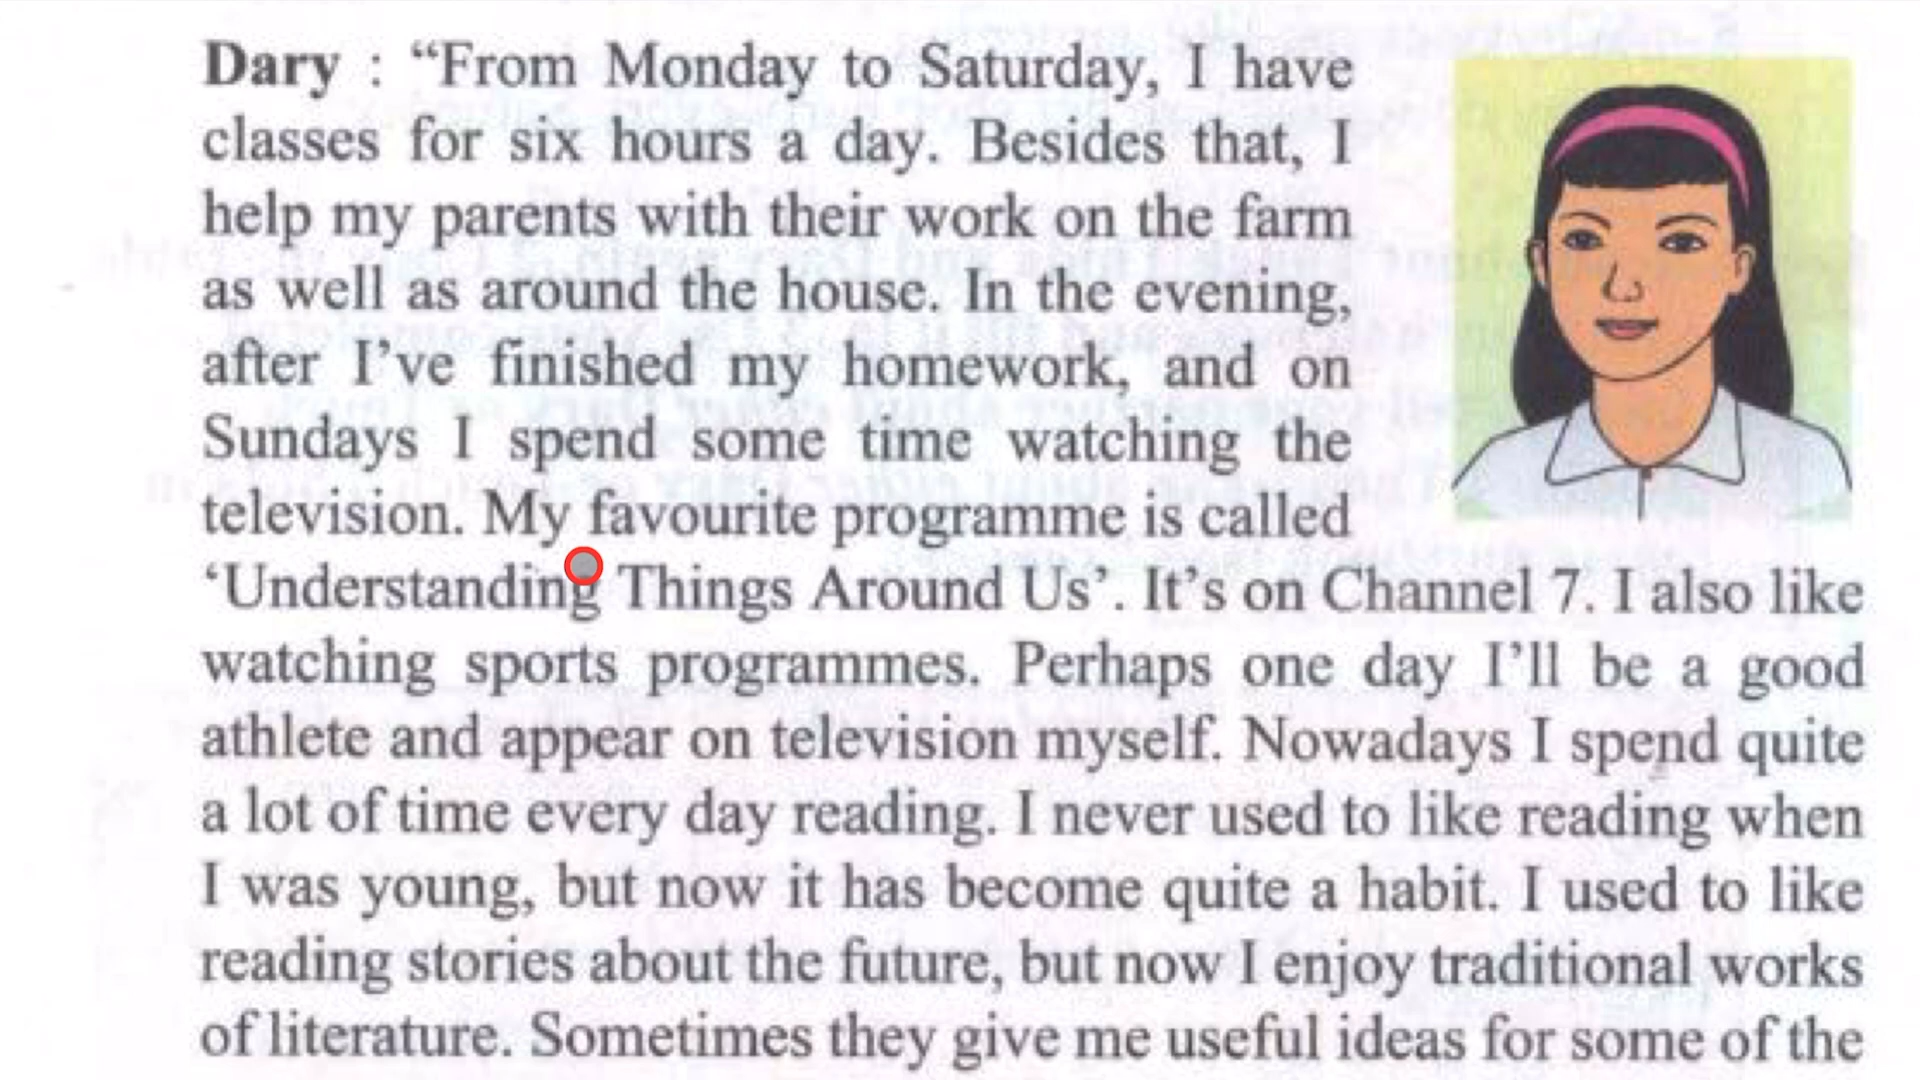 Dary : “From Monday to Saturday, I have
classes for six hours a day. Besides that, I
help my parents with their work on the farm
as well as around the house. In the evening,
after I’ve finished my homework, and on
Sundays I spend some time watching the
television. My favourite programme is called
‘Understanding Things Around Us’. It’s on Channel 7. I also like
watching sports programmes. Perhaps one day I’ll be a good
athlete and appear on television myself. Nowadays I spend quite
a lot of time every day reading. I never used to like reading when
I was young, but now it has become quite a habit. I used to like
reading stories about the future, but now I enjoy traditional works
of literature. Sometimes they give me useful ideas for some of the